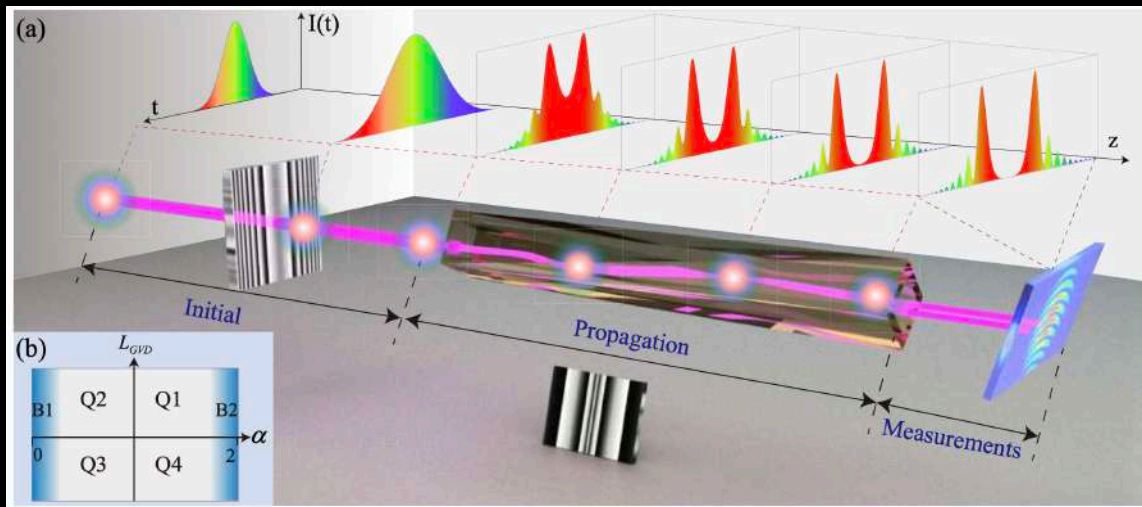 (a)
I(t)
t
z
Initial
Propagation
Measurements
(b)
L_GVD
B1 Q2 Q1 B2
α
0 2
Q3 Q4